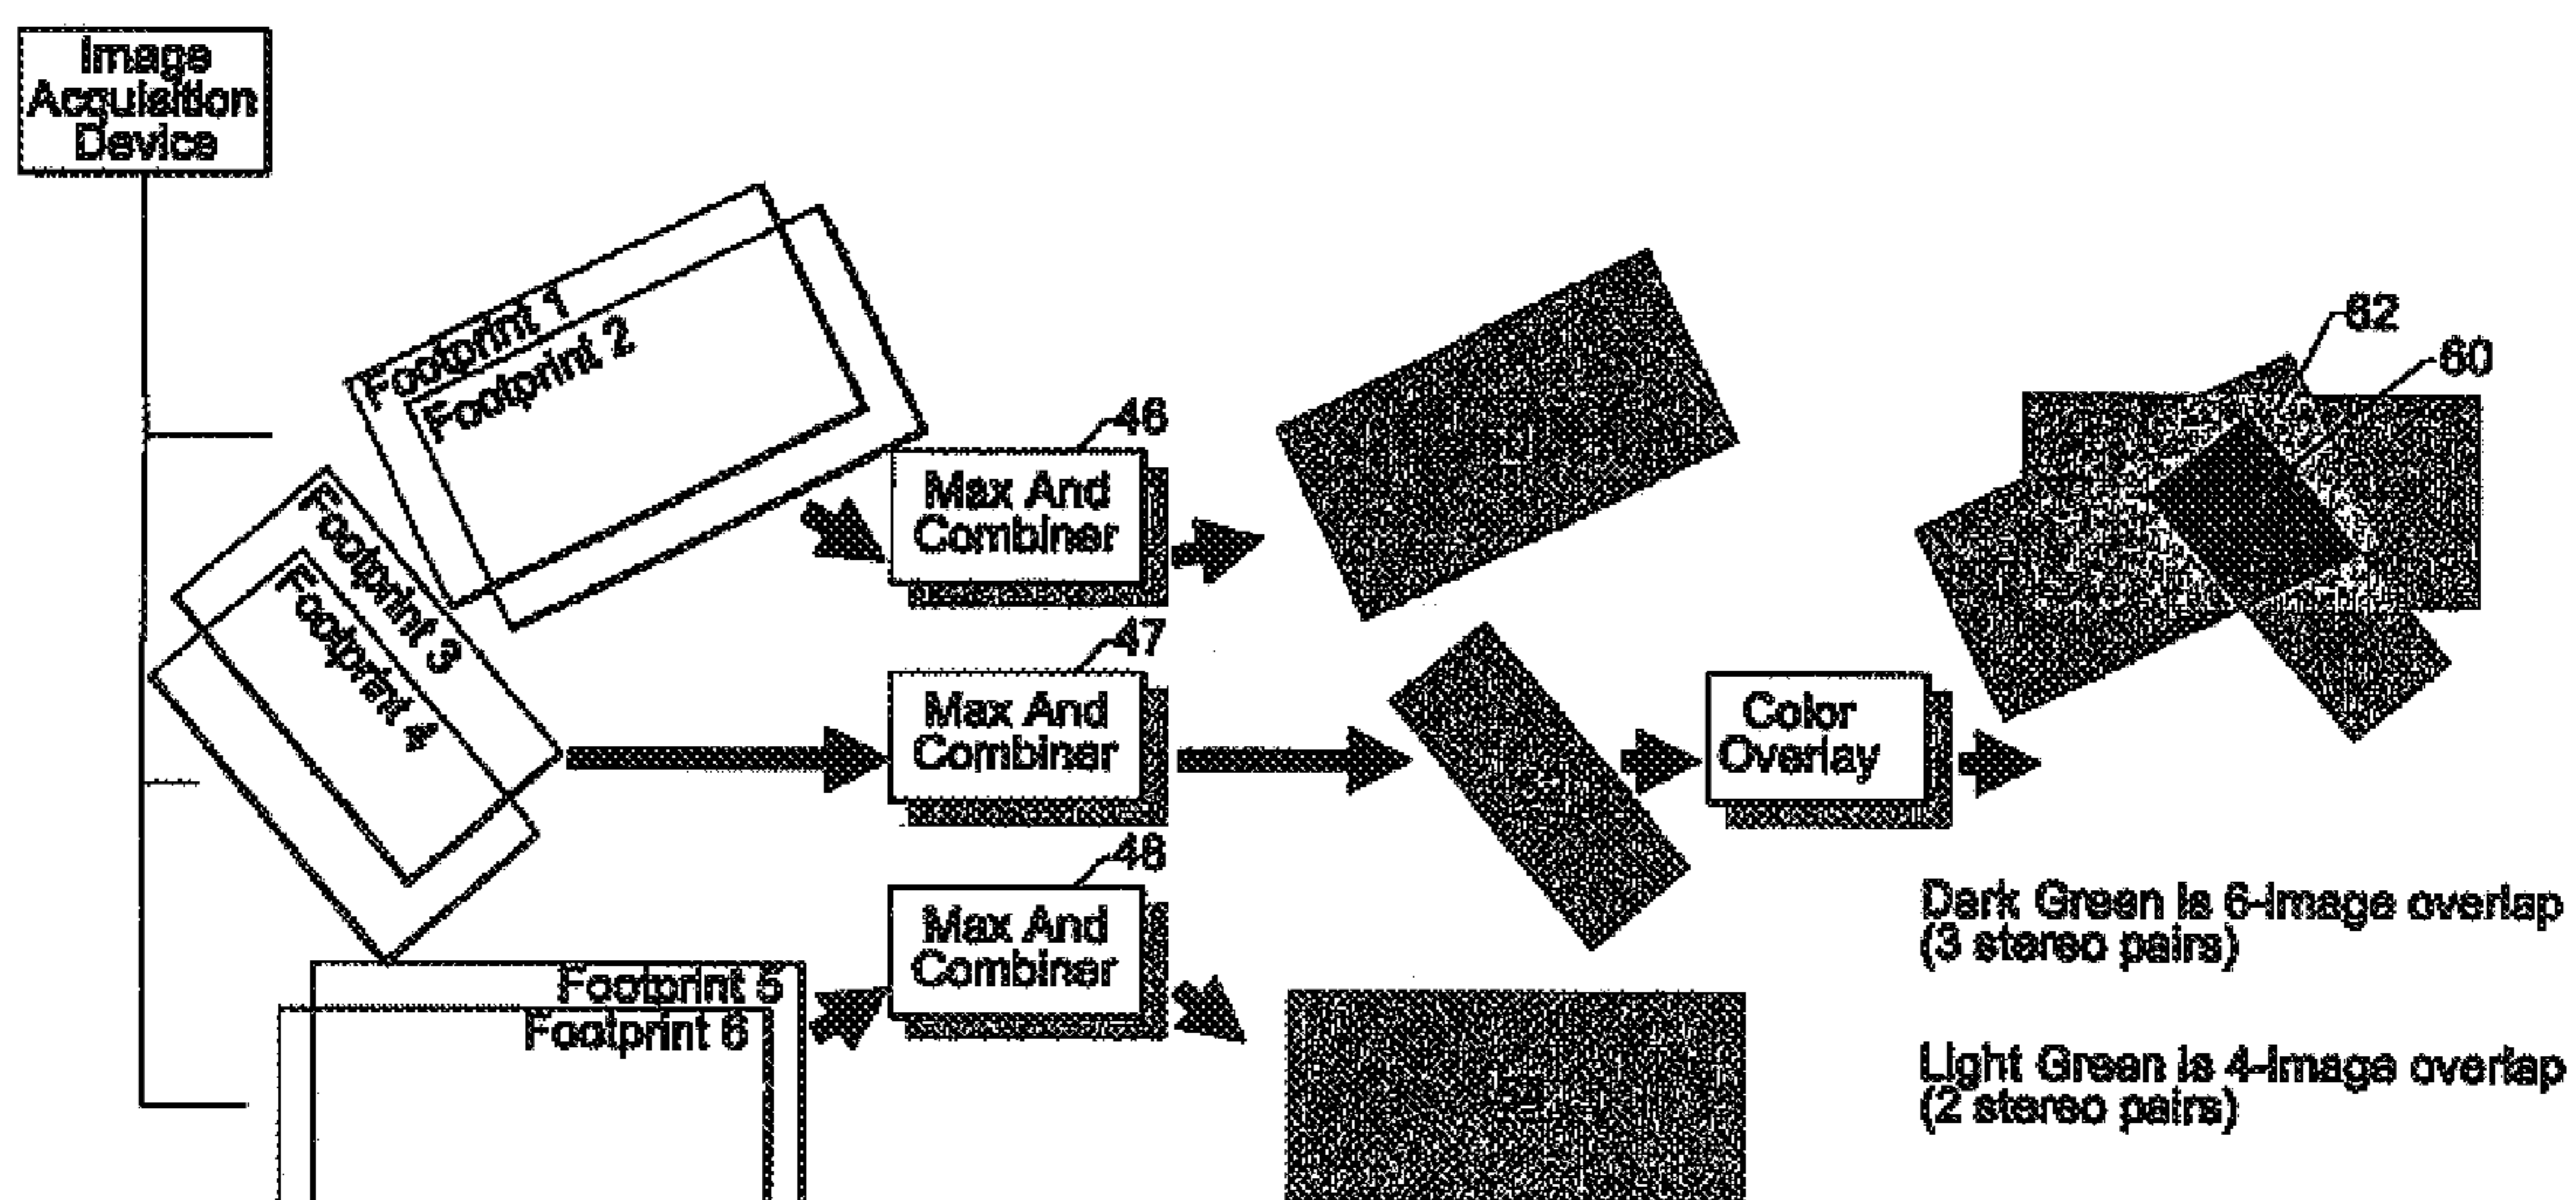 Image
Acquisition
Device
Footprint 1
Footprint 2
Footprint 3
Footprint 4
Footprint 5
Footprint 6
46
Max And
Combiner
47
Max And
Combiner
48
Max And
Combiner
Color
Overlay
62
60
Dark Green is 6-Image overlap
(3 stereo pairs)
Light Green is 4-Image overlap
(2 stereo pairs)